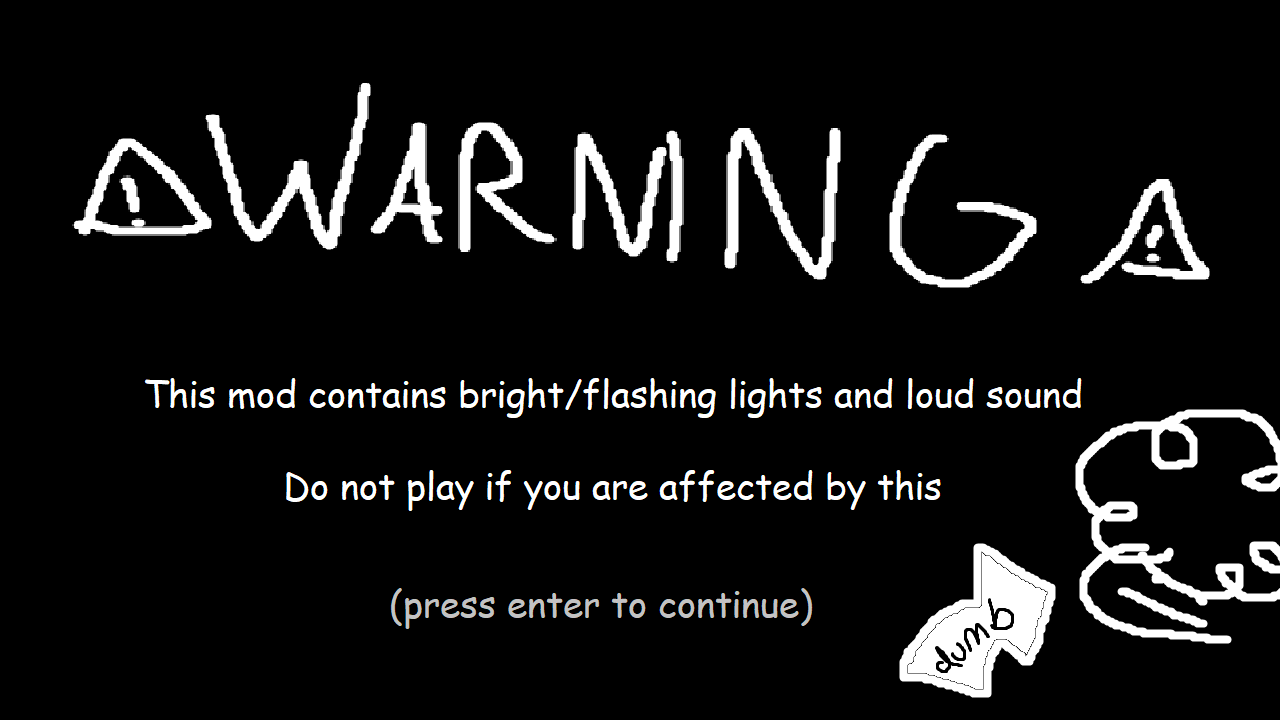 WARNING
This mod contains bright/flashing lights and loud sound
Do not play if you are affected by this
(press enter to continue)
dumb